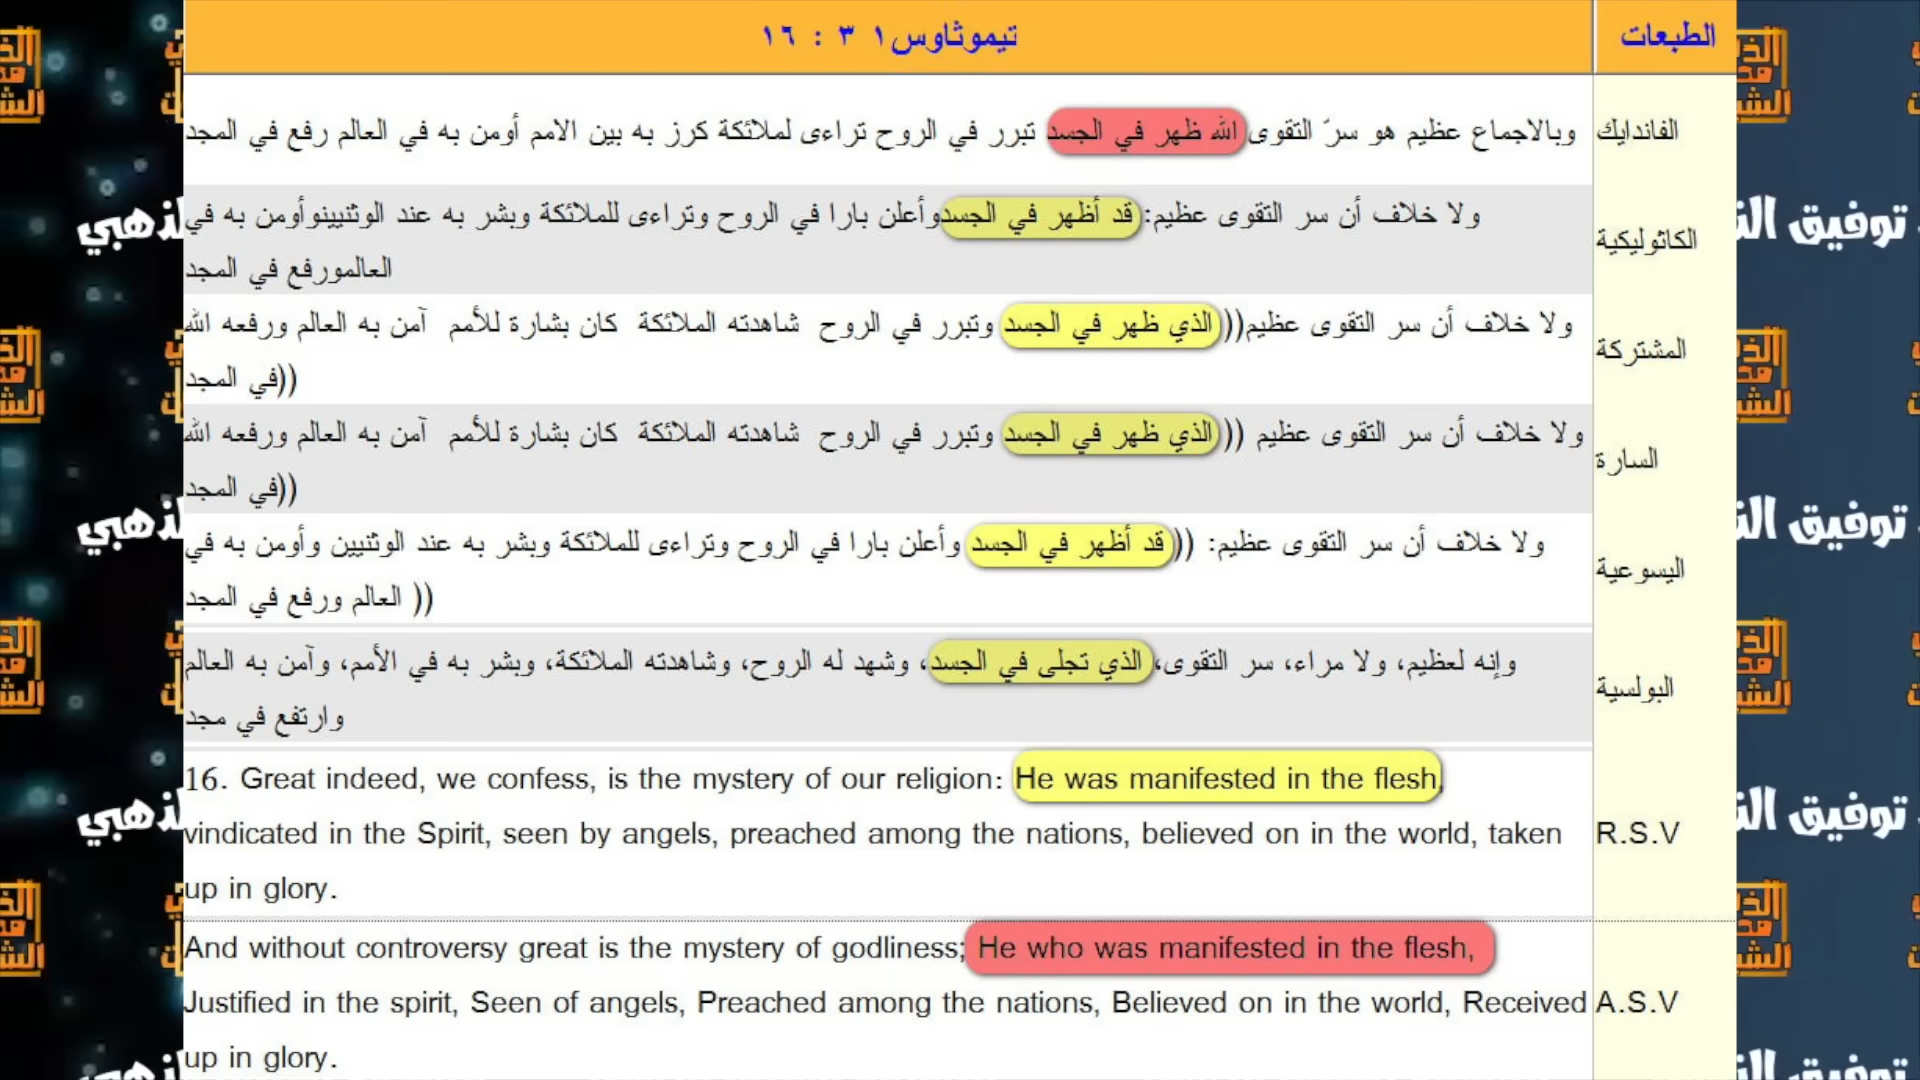 الطبعات
تيموثاوس١ ٣ : ١٦
الفاندايك
وبالاجماع عظيم هو سرّ التقوى الله ظهر في الجسد تبرر في الروح تراءى لملائكة كرز به بين الامم أومن به في العالم رفع في المجد
الكاثوليكية
ولا خلاف أن سر التقوى عظيم: قد أظهر في الجسد وأعلن بارا في الروح وتراءى للملائكة وبشر به عند الوثنيينوأومن به في
العالمورفع في المجد
المشتركة
ولا خلاف أن سر التقوى عظيم((الذي ظهر في الجسد وتبرر في الروح شاهدته الملائكة كان بشارة للأمم آمن به العالم ورفعه الله
((في المجد
السارة
ولا خلاف أن سر التقوى عظيم ((الذي ظهر في الجسد وتبرر في الروح شاهدته الملائكة كان بشارة للأمم آمن به العالم ورفعه الله
((في المجد
اليسوعية
ولا خلاف أن سر التقوى عظيم: ((قد أظهر في الجسد وأعلن بارا في الروح وتراءى للملائكة وبشر به عند الوثنيين وأومن به في
(( العالم ورفع في المجد
البولسية
وإنه لعظيم، ولا مراء، سر التقوى، الذي تجلى في الجسد، وشهد له الروح، وشاهدته الملائكة، وبشر به في الأمم، وآمن به العالم
وارتفع في مجد
16. Great indeed, we confess, is the mystery of our religion: He was manifested in the flesh,
vindicated in the Spirit, seen by angels, preached among the nations, believed on in the world, taken
up in glory.
R.S.V
And without controversy great is the mystery of godliness; He who was manifested in the flesh,
Justified in the spirit, Seen of angels, Preached among the nations, Believed on in the world, Received
up in glory.
A.S.V
توفيق
توفيق
توفيق
توفيق